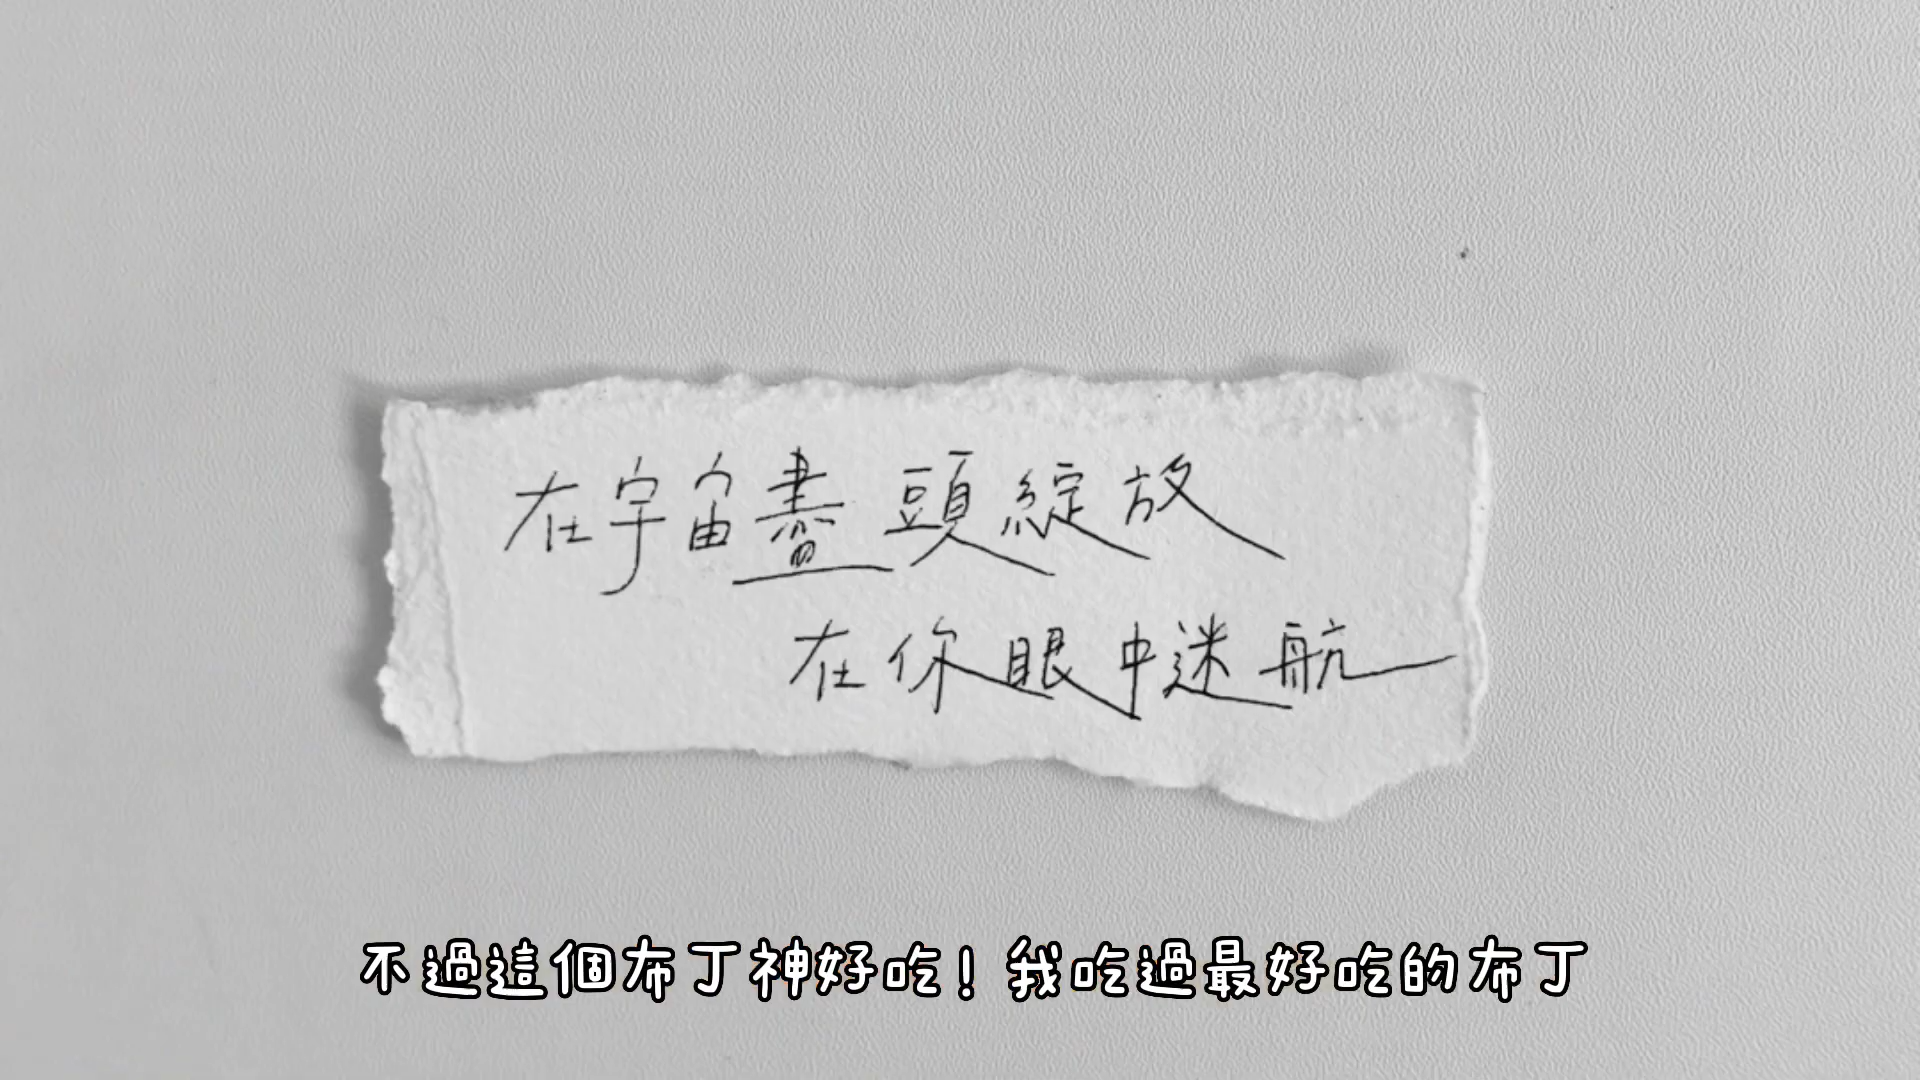 在宇宙盡頭綻放
在你眼中迷航
不過這個布丁神好吃！我吃過最好吃的布丁